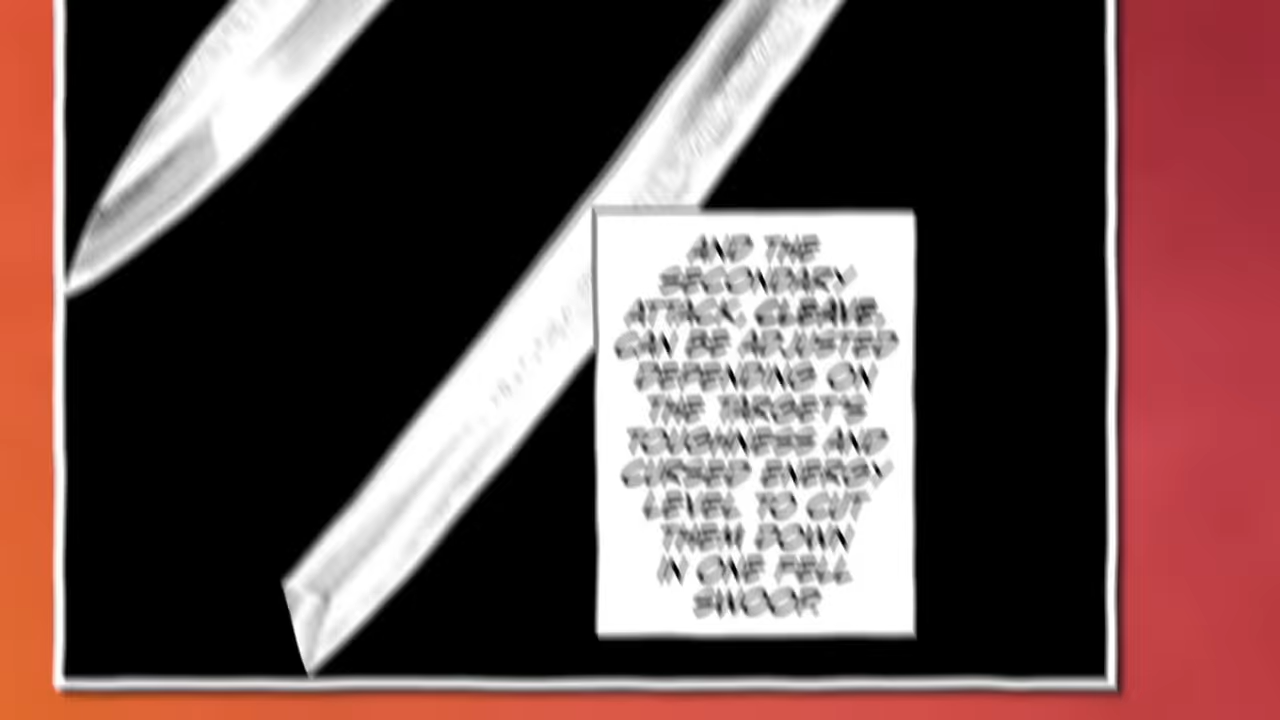 AND THE
SECONDARY
ATTACK, CLEAVE,
CAN BE ADJUSTED
DEPENDING ON
THE TARGET'S
TOUGHNESS AND
CURSED ENERGY
LEVEL TO CUT
THEM DOWN
IN ONE FELL
SWOOP.